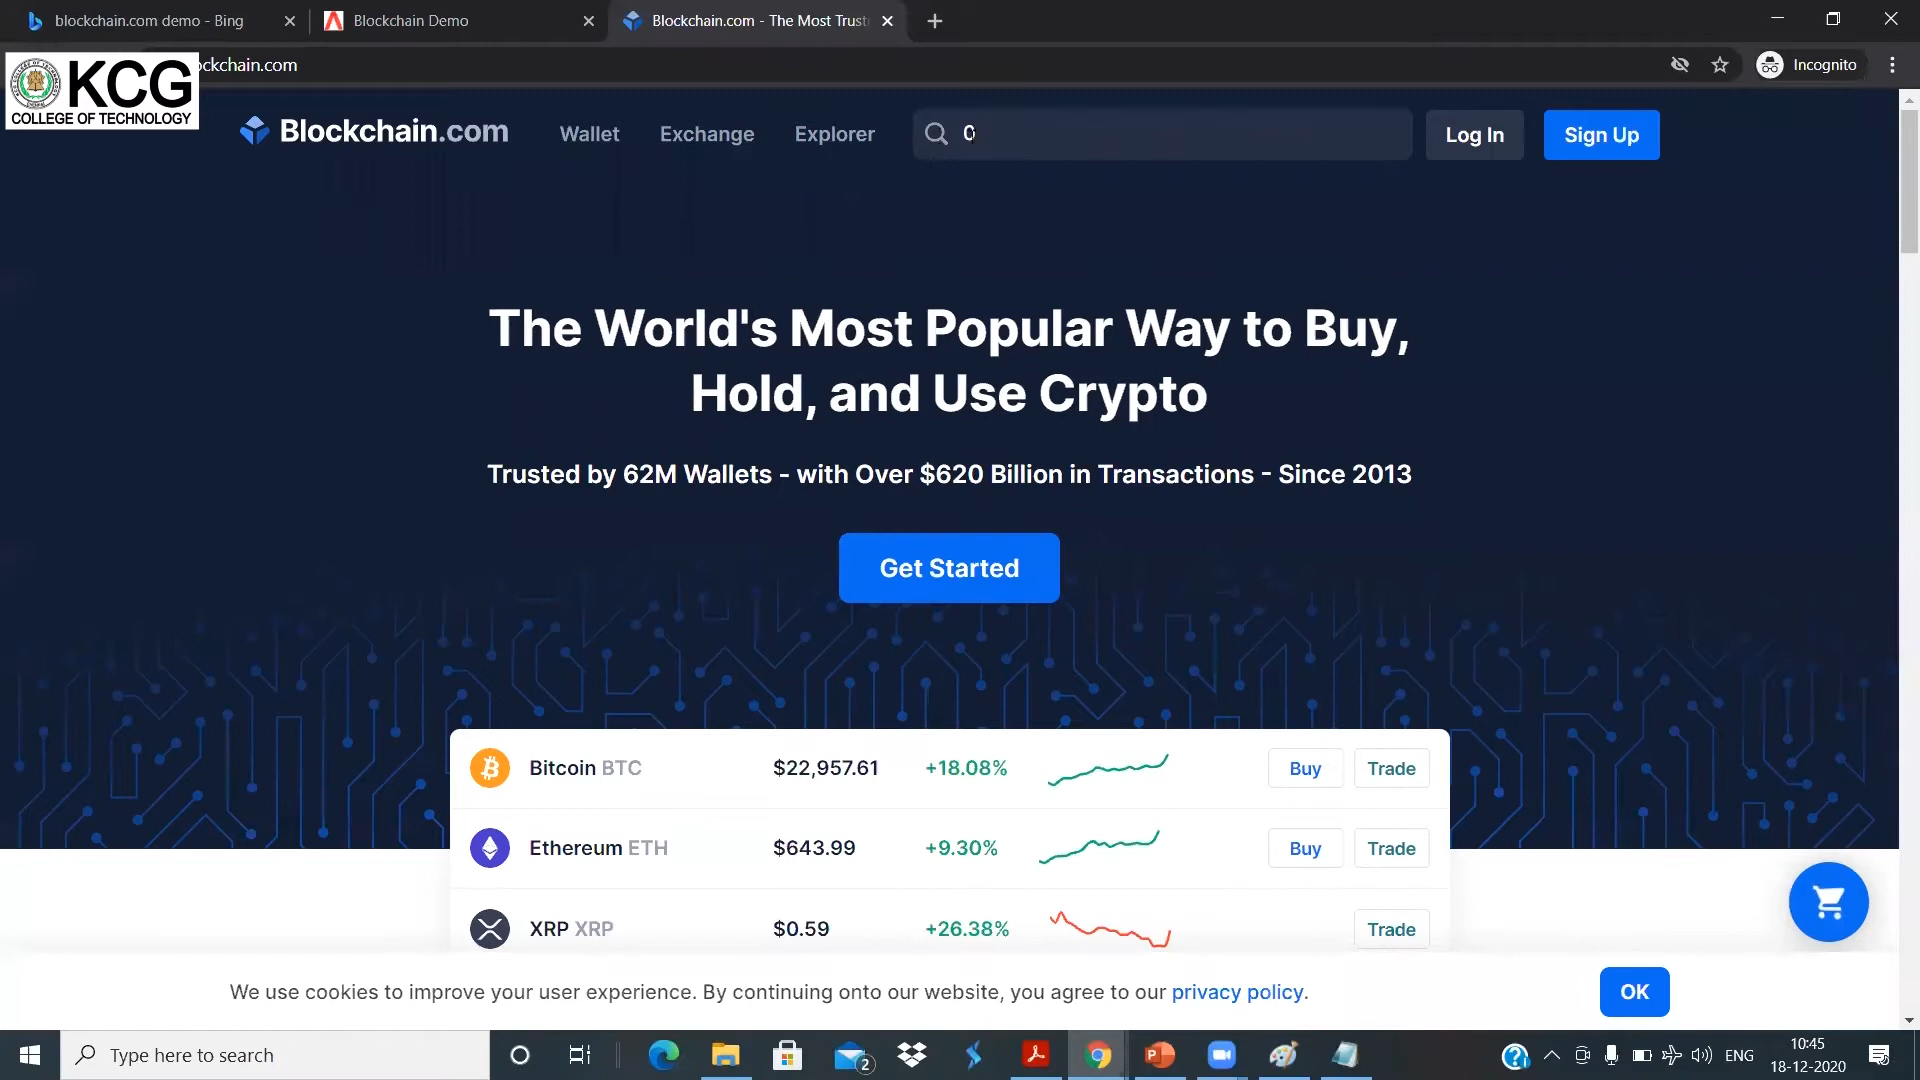 blockchain.com demo - Bing
Blockchain Demo
Blockchain.com - The Most Trust
ockchain.com
Incognito
KCG
COLLEGE OF TECHNOLOGY
Blockchain.com
Wallet
Exchange
Explorer
0
Log In
Sign Up
The World's Most Popular Way to Buy,
Hold, and Use Crypto
Trusted by 62M Wallets - with Over $620 Billion in Transactions - Since 2013
Get Started
Bitcoin BTC $22,957.61 +18.08% Buy Trade
Ethereum ETH $643.99 +9.30% Buy Trade
XRP XRP $0.59 +26.38% Trade
We use cookies to improve your user experience. By continuing onto our website, you agree to our privacy policy.
OK
Type here to search
2
ENG
10:45
18-12-2020